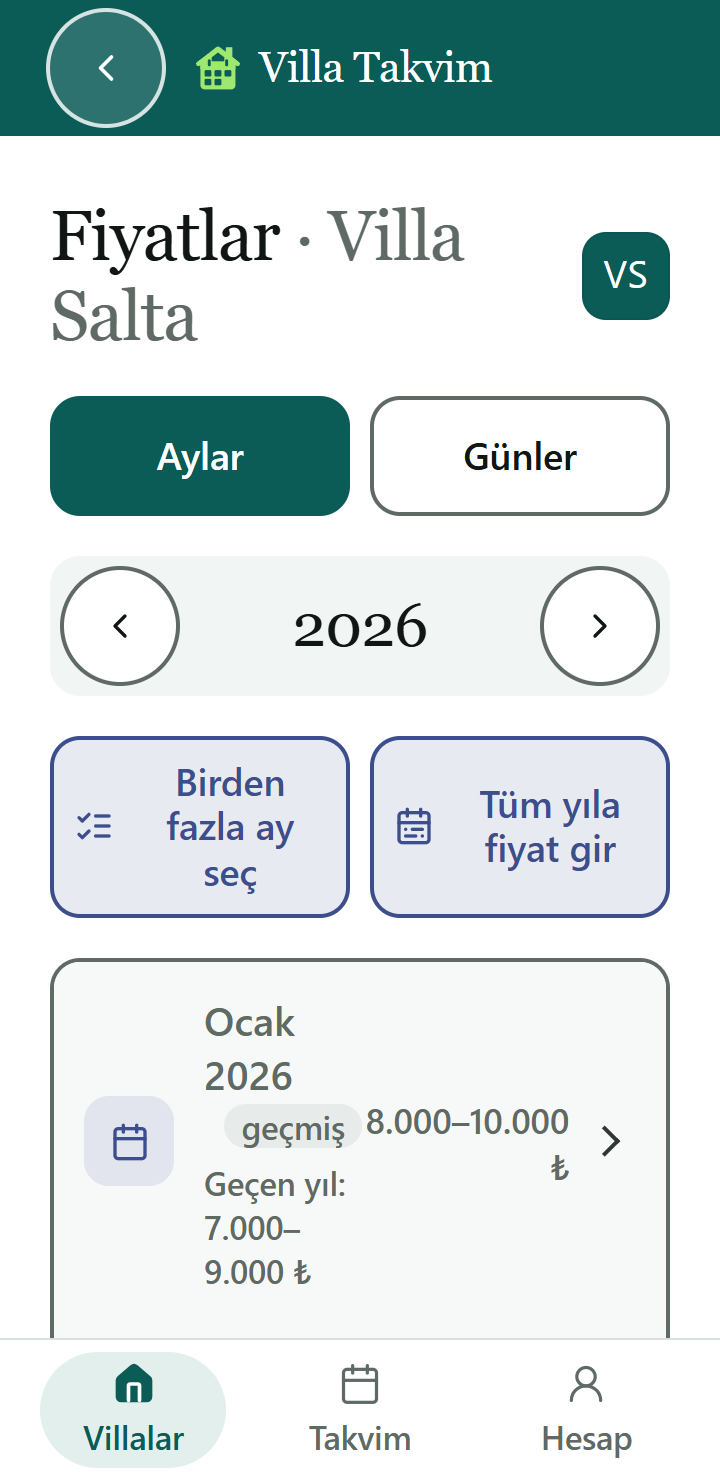 Villa Takvim
Fiyatlar · Villa
Salta
VS
Aylar
Günler
2026
Birden
fazla ay
seç
Tüm yıla
fiyat gir
Ocak
2026
geçmiş
8.000–10.000
₺
Geçen yıl:
7.000–
9.000 ₺
Villalar
Takvim
Hesap